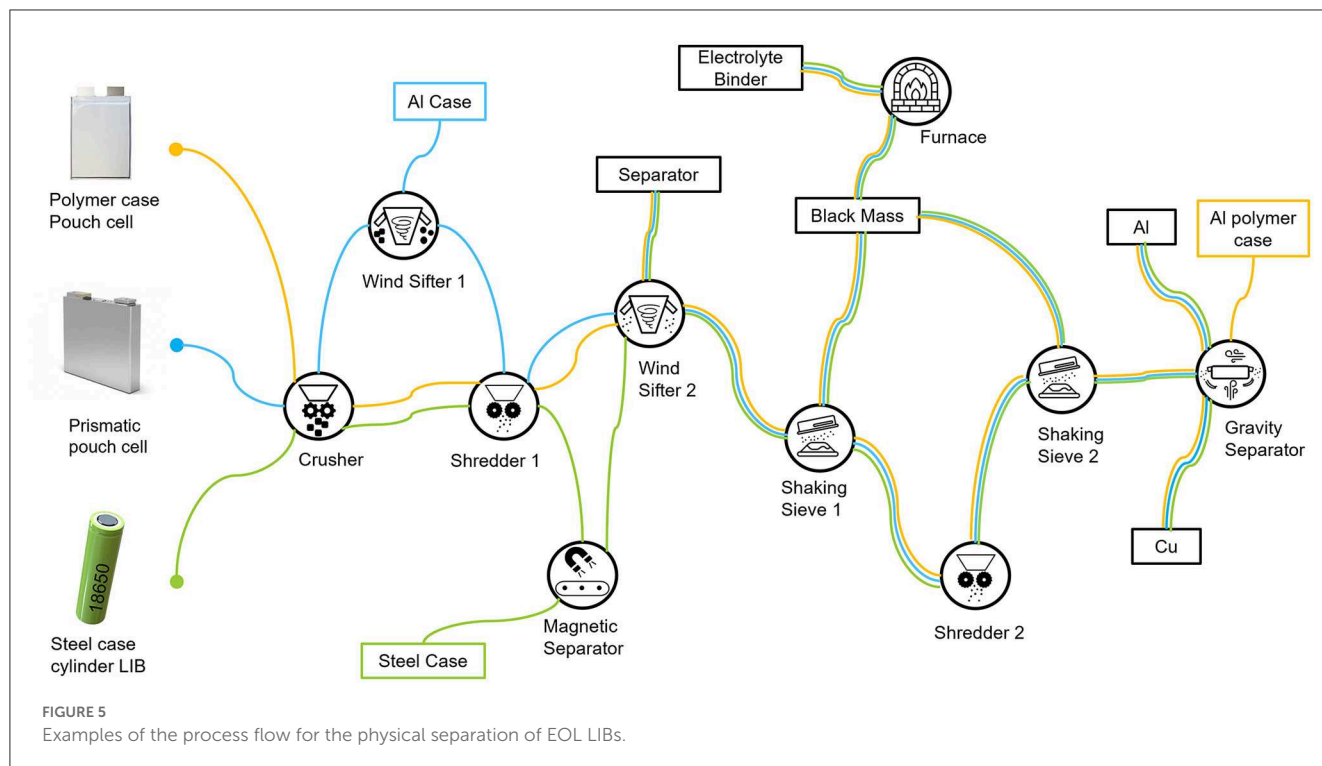 Polymer case
Pouch cell
Prismatic
pouch cell
18650
Steel case
cylinder LIB
Al Case
Wind Sifter 1
Crusher
Shredder 1
Steel Case
Magnetic
Separator
Separator
Wind
Sifter 2
Electrolyte
Binder
Furnace
Black Mass
Shaking
Sieve 1
Shredder 2
Shaking
Sieve 2
Al
Al polymer
case
Gravity
Separator
Cu
FIGURE 5
Examples of the process flow for the physical separation of EOL LIBs.